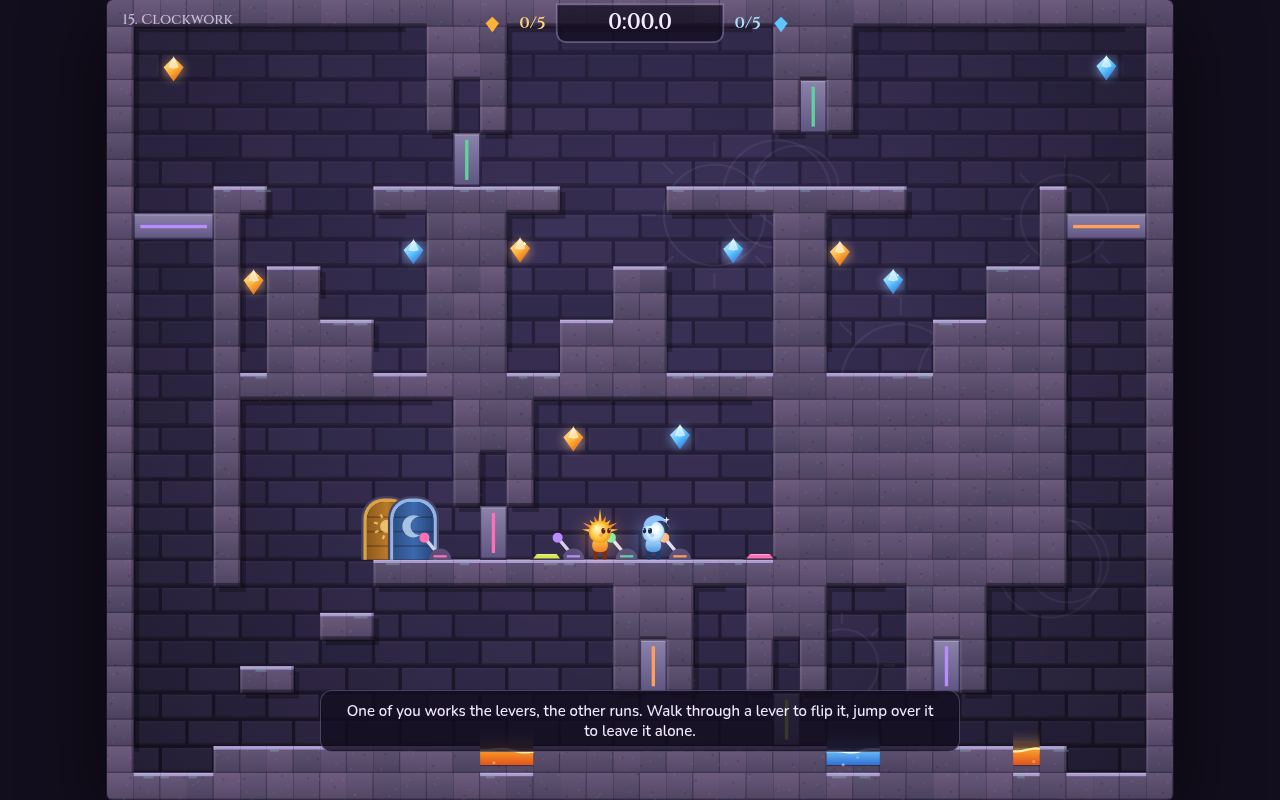 15. Clockwork
0/5
0:00.0
0/5
One of you works the levers, the other runs. Walk through a lever to flip it, jump over it
to leave it alone.